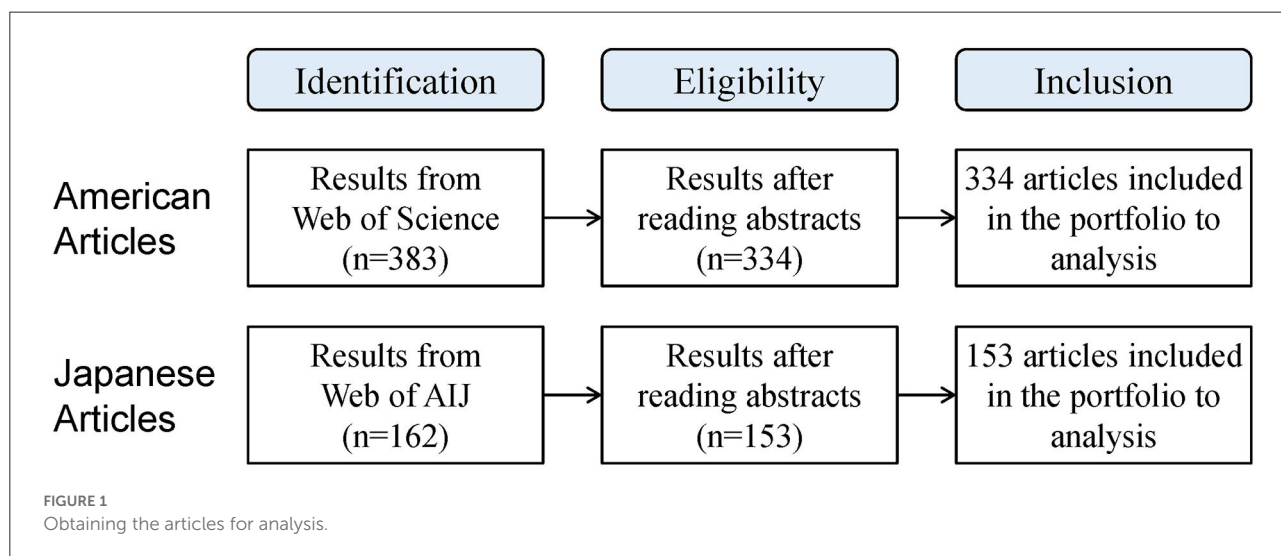 Identification
Eligibility
Inclusion
American
Articles
Results from
Web of Science
(n=383)
Results after
reading abstracts
(n=334)
334 articles included
in the portfolio to
analysis
Japanese
Articles
Results from
Web of AIJ
(n=162)
Results after
reading abstracts
(n=153)
153 articles included
in the portfolio to
analysis
FIGURE 1
Obtaining the articles for analysis.